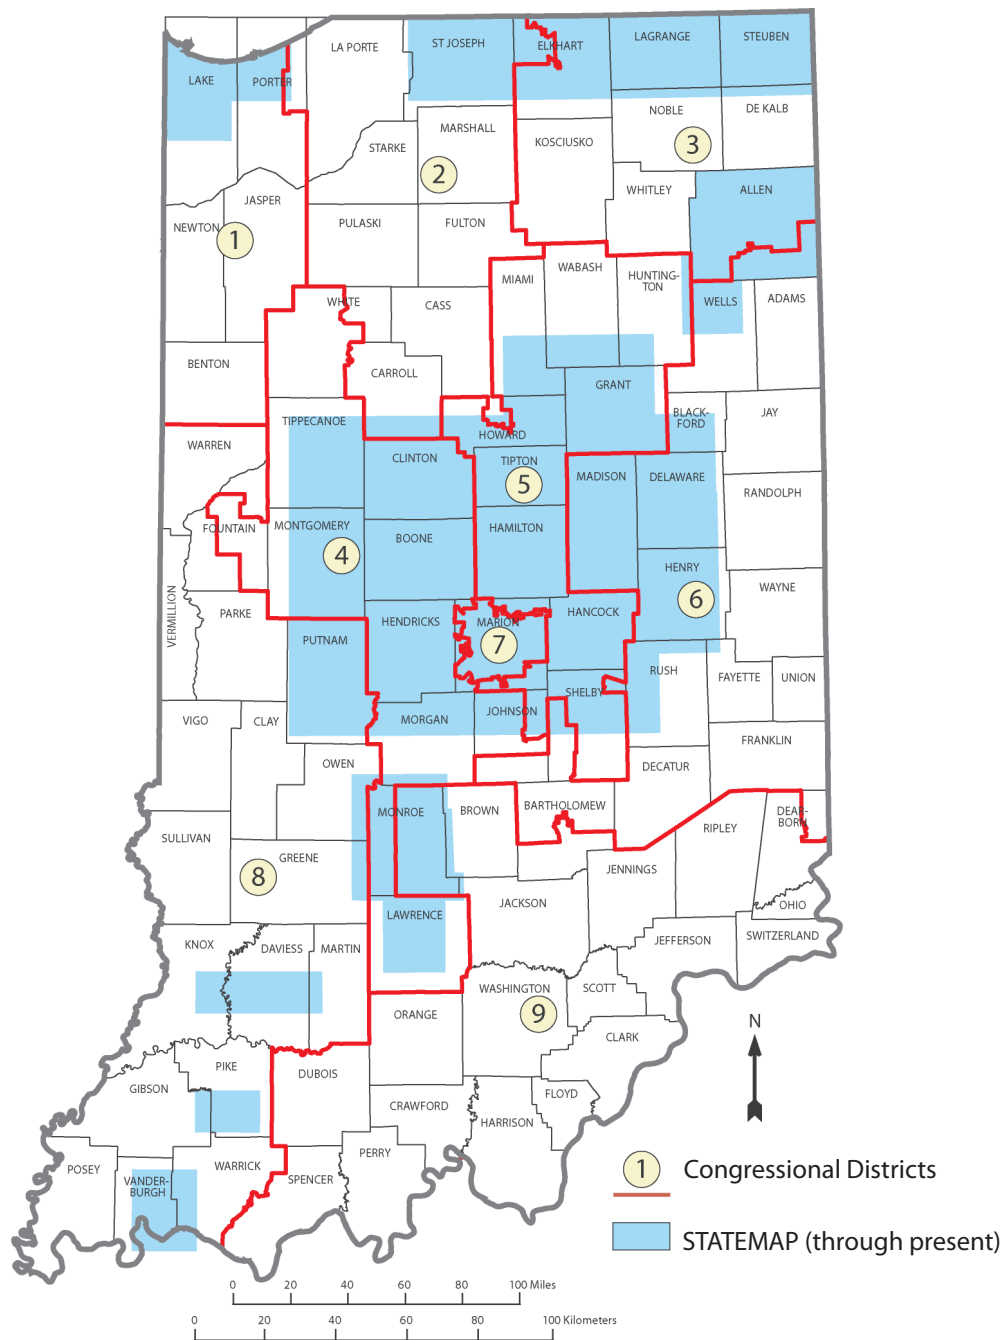 LA PORTE
ST JOSEPH
ELKHART
LAGRANGE
STEUBEN
LAKE
PORTER
NOBLE
DE KALB
MARSHALL
STARKE
KOSCIUSKO
2
3
WHITLEY
ALLEN
JASPER
NEWTON
1
PULASKI
FULTON
MIAMI
WABASH
HUNTING-
TON
WHITE
CASS
WELLS
ADAMS
BENTON
CARROLL
GRANT
TIPPECANOE
HOWARD
BLACK-
FORD
JAY
WARREN
CLINTON
TIPTON
5
MADISON
DELAWARE
RANDOLPH
FOUNTAIN
MONTGOMERY
4
BOONE
HAMILTON
HENRY
6
WAYNE
VERMILLION
PARKE
PUTNAM
HENDRICKS
MARION
7
HANCOCK
RUSH
FAYETTE
UNION
VIGO
CLAY
MORGAN
JOHNSON
SHELBY
FRANKLIN
OWEN
DECATUR
MONROE
BROWN
BARTHOLOMEW
RIPLEY
DEAR-
BORN
SULLIVAN
GREENE
8
JENNINGS
LAWRENCE
JACKSON
OHIO
KNOX
DAVIESS
MARTIN
JEFFERSON
SWITZERLAND
WASHINGTON
9
SCOTT
ORANGE
CLARK
N
GIBSON
PIKE
DUBOIS
CRAWFORD
HARRISON
FLOYD
POSEY
VANDER-
BURGH
WARRICK
SPENCER
PERRY
1 Congressional Districts
STATEMAP (through present)
0 20 40 60 80 100 Miles
0 20 40 60 80 100 Kilometers